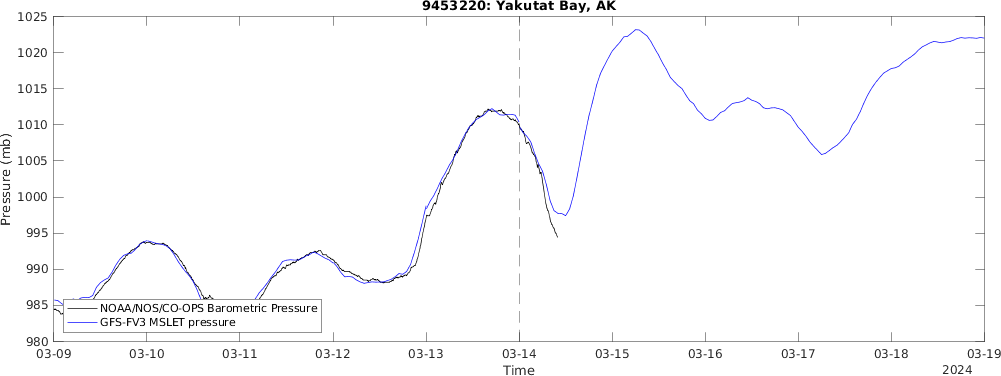 9453220: Yakutat Bay, AK
1025
1020
1015
1010
1005
1000
995
990
985
980
Pressure (mb)
NOAA/NOS/CO-OPS Barometric Pressure
GFS-FV3 MSLET pressure
03-09 03-10 03-11 03-12 03-13 03-14 03-15 03-16 03-17 03-18 03-19
Time
2024